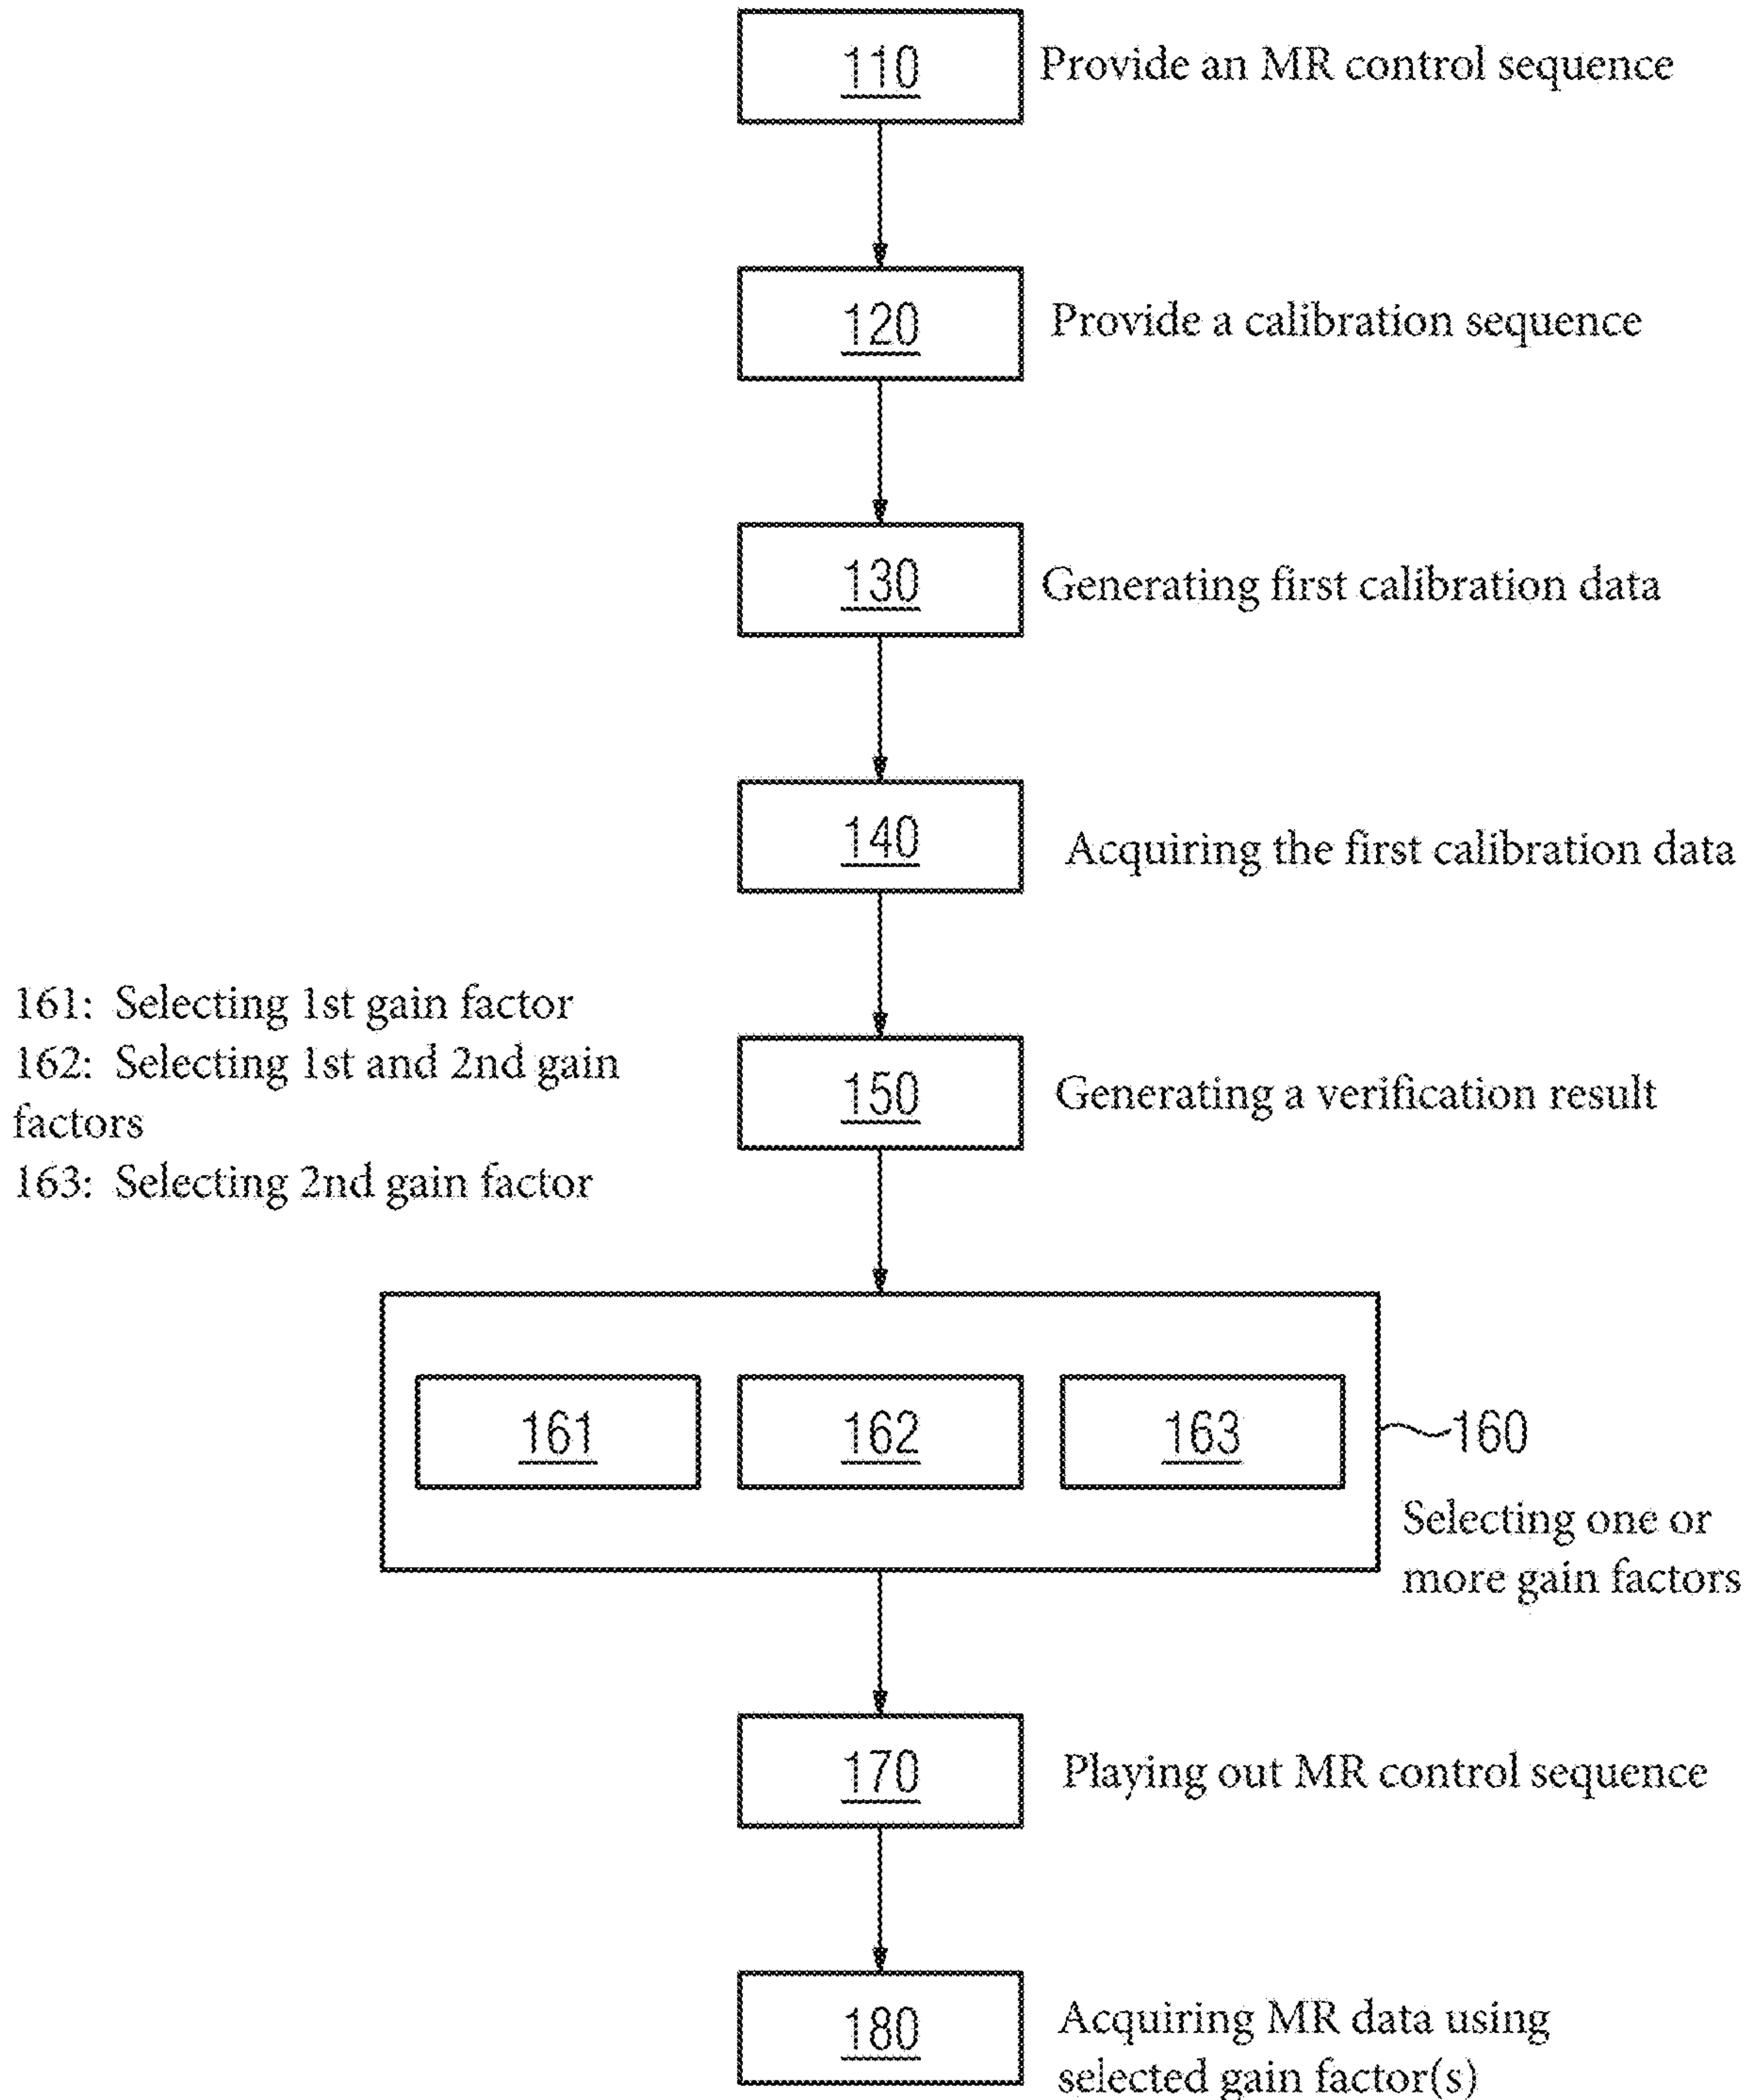 110
Provide an MR control sequence
120
Provide a calibration sequence
130
Generating first calibration data
140
Acquiring the first calibration data
161: Selecting 1st gain factor
162: Selecting 1st and 2nd gain
factors
163: Selecting 2nd gain factor
150
Generating a verification result
161
162
163
160
Selecting one or
more gain factors
170
Playing out MR control sequence
180
Acquiring MR data using
selected gain factor(s)